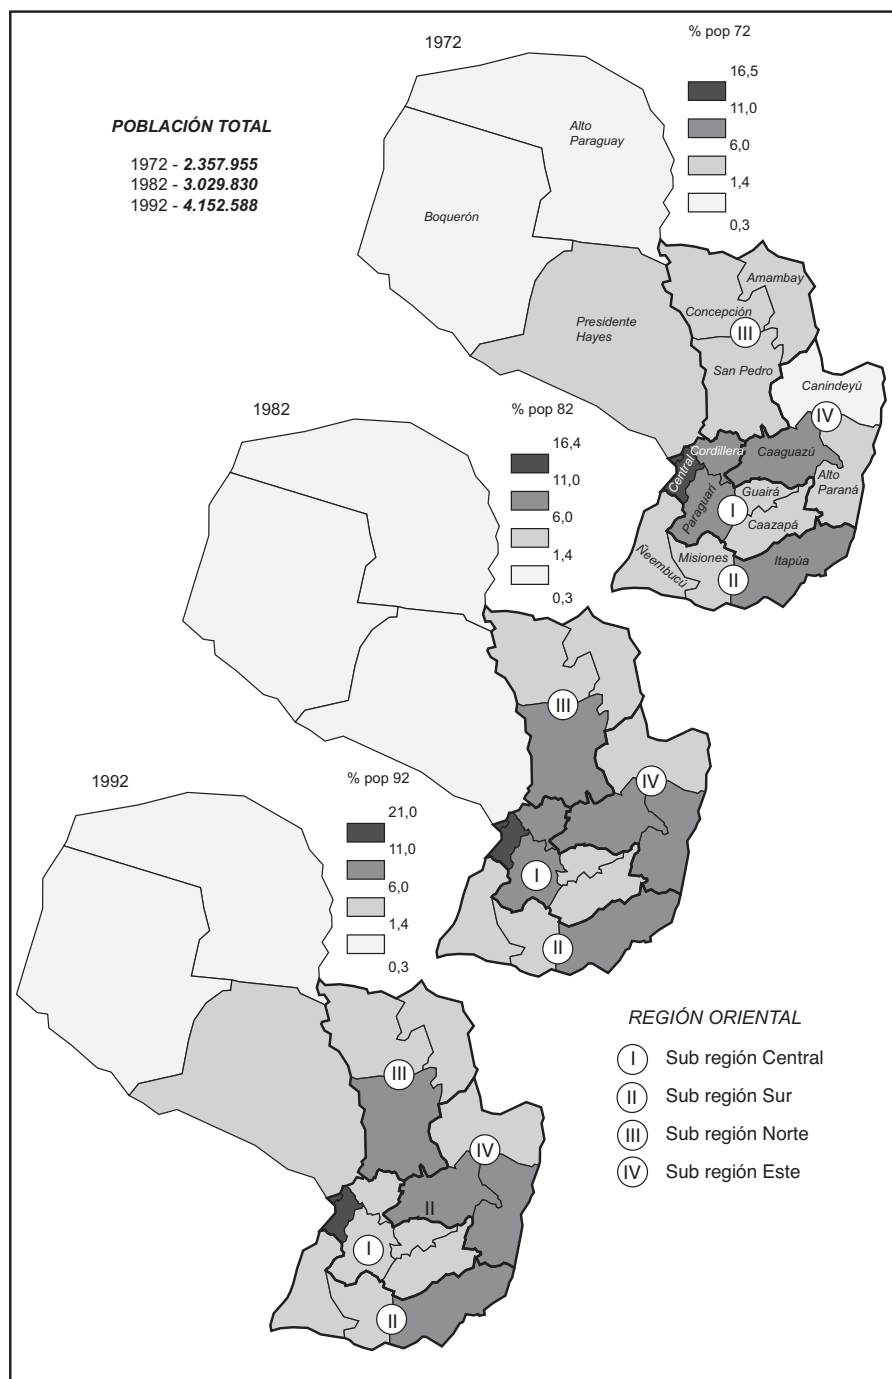 1972
% pop 72
16,5
11,0
6,0
1,4
0,3
POBLACIÓN TOTAL
1972 - 2.357.955
1982 - 3.029.830
1992 - 4.152.588
Alto
Paraguay
Boquerón
Presidente
Hayes
Amambay
Concepción
III
San Pedro
Canindeyú
IV
Cordillera
Caaguazú
Central
Alto
Paraná
Guairá
Paraguarí
I
Caazapá
Misiones
Itapúa
Ñeembucú
II
1982
% pop 82
16,4
11,0
6,0
1,4
0,3
III
IV
I
II
1992
% pop 92
21,0
11,0
6,0
1,4
0,3
III
IV
II
I
II
REGIÓN ORIENTAL
I Sub región Central
II Sub región Sur
III Sub región Norte
IV Sub región Este